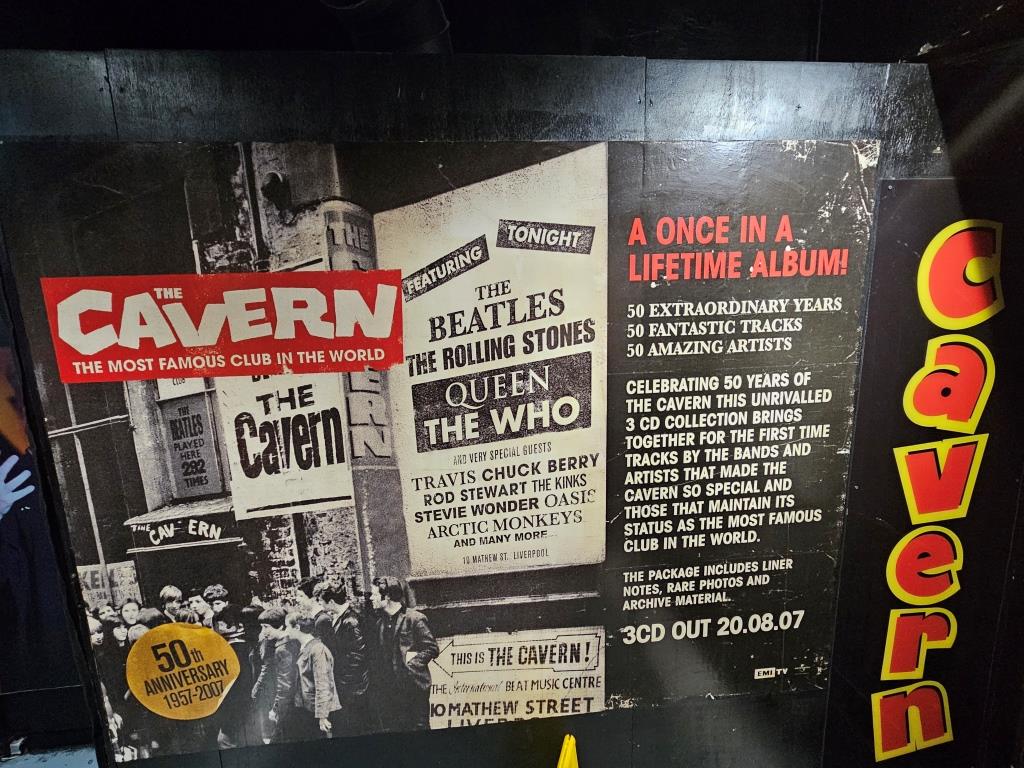 THE
CAVERN
THE MOST FAMOUS CLUB IN THE WORLD
THE
CAVERN
THE
BEATLES
PLAYED
HERE
292
TIMES
THE
Cavern
THE
CAVERN
50th
ANNIVERSARY
1957-2007
FEATURING
TONIGHT
THE
BEATLES
THE ROLLING STONES
QUEEN
THE WHO
AND VERY SPECIAL GUESTS
TRAVIS CHUCK BERRY
ROD STEWART THE KINKS
STEVIE WONDER OASIS
ARCTIC MONKEYS
AND MANY MORE...
10 MATHEW ST. LIVERPOOL
THIS IS THE CAVERN!
THE International BEAT MUSIC CENTRE
10 MATHEW STREET
A ONCE IN A
LIFETIME ALBUM!
50 EXTRAORDINARY YEARS
50 FANTASTIC TRACKS
50 AMAZING ARTISTS
CELEBRATING 50 YEARS OF
THE CAVERN THIS UNRIVALLED
3 CD COLLECTION BRINGS
TOGETHER FOR THE FIRST TIME
TRACKS BY THE BANDS AND
ARTISTS THAT MADE THE
CAVERN SO SPECIAL AND
THOSE THAT MAINTAIN ITS
STATUS AS THE MOST FAMOUS
CLUB IN THE WORLD.
THE PACKAGE INCLUDES LINER
NOTES, RARE PHOTOS AND
ARCHIVE MATERIAL.
3CD OUT 20.08.07
EMI TV
Cavern